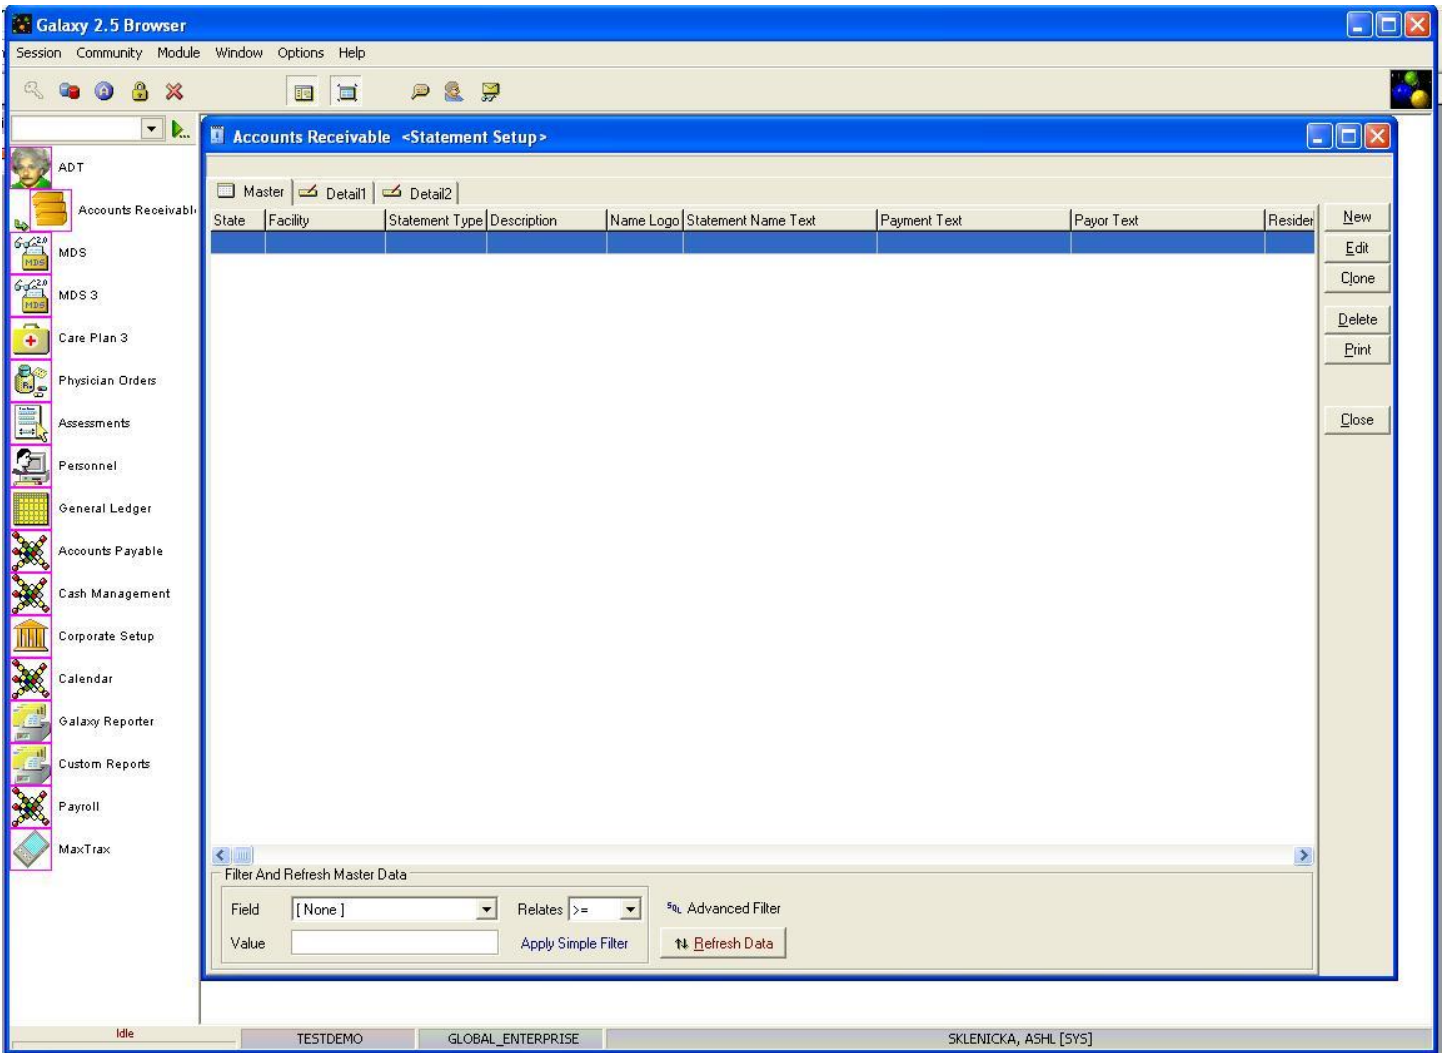 Galaxy 2.5 Browser
Session Community Module Window Options Help
Accounts Receivable <Statement Setup>
ADT
Accounts Receivabl
MDS
MDS 3
Care Plan 3
Physician Orders
Assessments
Personnel
General Ledger
Accounts Payable
Cash Management
Corporate Setup
Calendar
Galaxy Reporter
Custom Reports
Payroll
MaxTrax
Master Detail1 Detail2
State Facility Statement Type Description Name Logo Statement Name Text Payment Text Payor Text Residen
New
Edit
Clone
Delete
Print
Close
Filter And Refresh Master Data
Field [ None ] Relates >= SQL Advanced Filter
Value Apply Simple Filter Refresh Data
Idle TESTDEMO GLOBAL_ENTERPRISE SKLENICKA, ASHL [SYS]